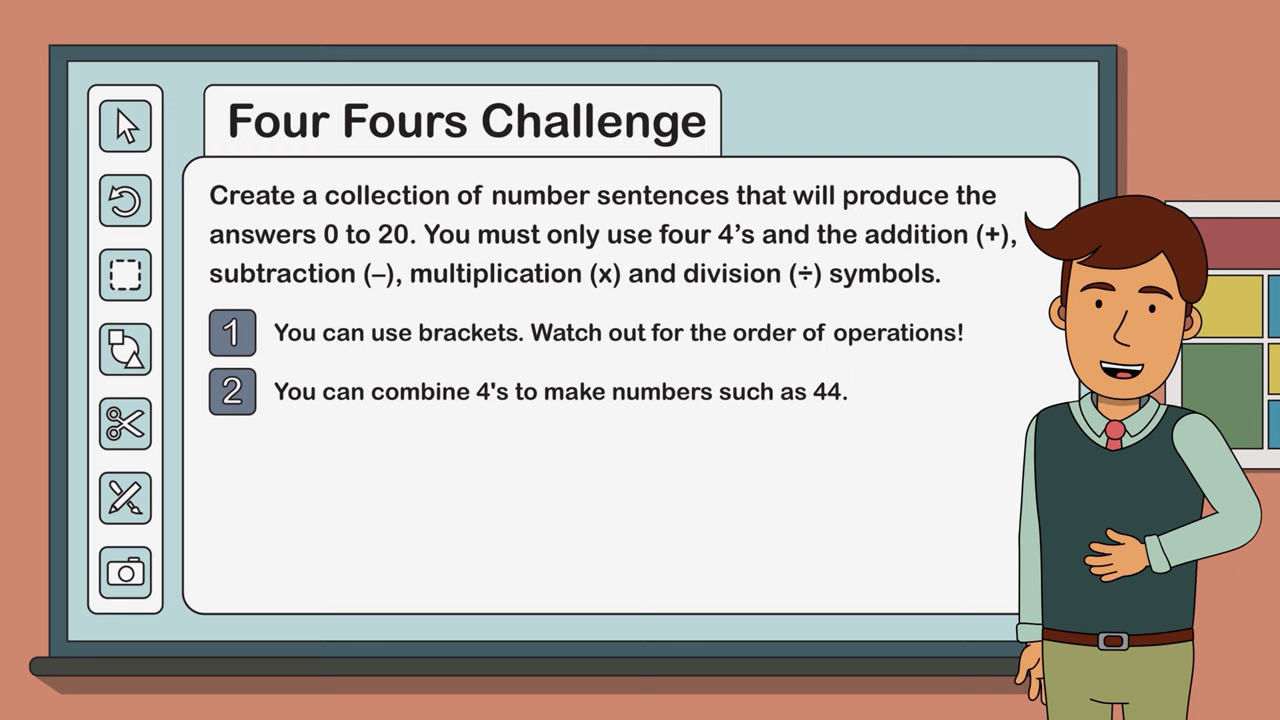 Four Fours Challenge
Create a collection of number sentences that will produce the
answers 0 to 20. You must only use four 4’s and the addition (+),
subtraction (–), multiplication (x) and division (÷) symbols.
1 You can use brackets. Watch out for the order of operations!
2 You can combine 4's to make numbers such as 44.